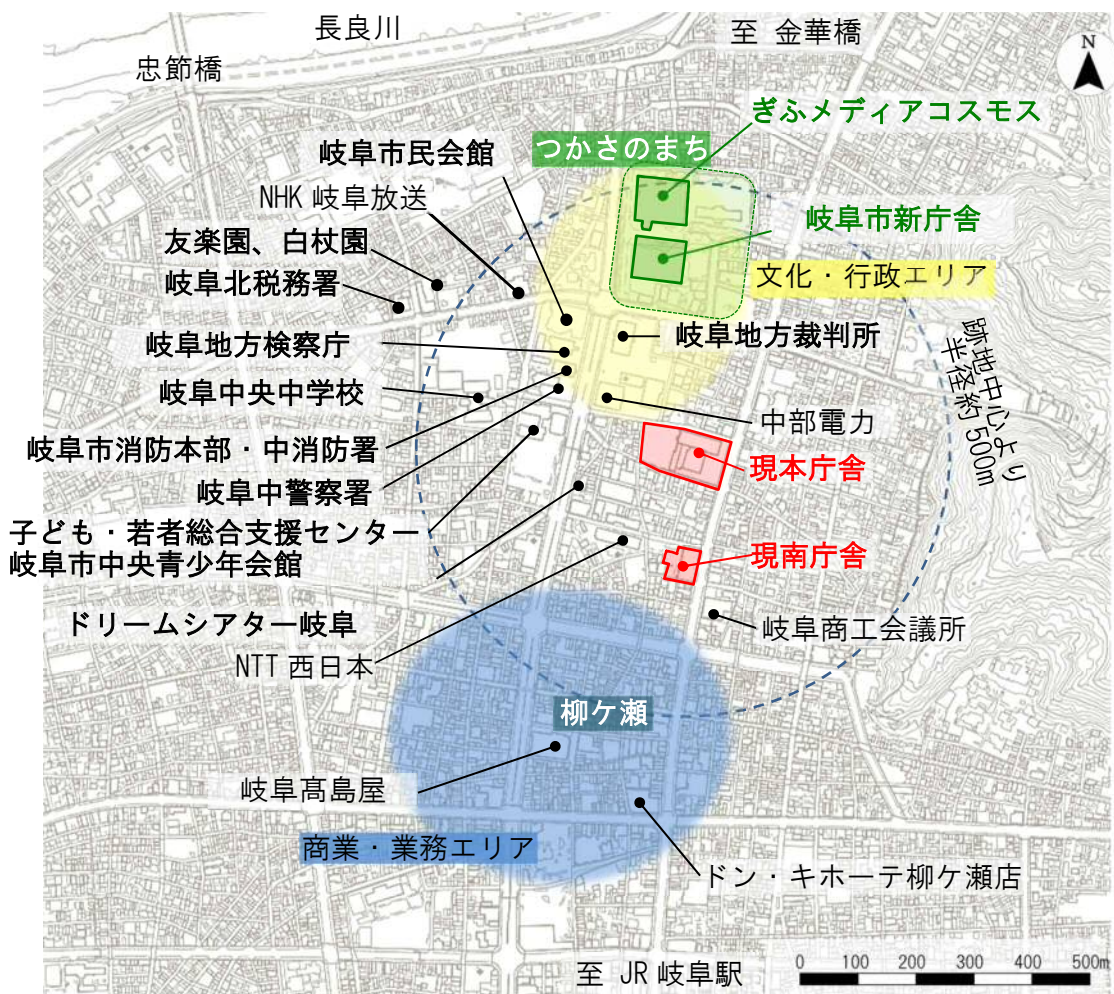 長良川
至 金華橋
忠節橋
N
ぎふメディアコスモス
つかさのまち
岐阜市民会館
NHK 岐阜放送
岐阜市新庁舎
友楽園、白杖園
文化・行政エリア
岐阜北税務署
岐阜地方裁判所
岐阜地方検察庁
跡地中心より
半径約 500m
岐阜中央中学校
中部電力
岐阜市消防本部・中消防署
現本庁舎
岐阜中警察署
子ども・若者総合支援センター
岐阜市中央青少年会館
現南庁舎
ドリームシアター岐阜
岐阜商工会議所
NTT 西日本
柳ケ瀬
岐阜髙島屋
商業・業務エリア
ドン・キホーテ柳ケ瀬店
至 JR 岐阜駅
0 100 200 300 400 500m